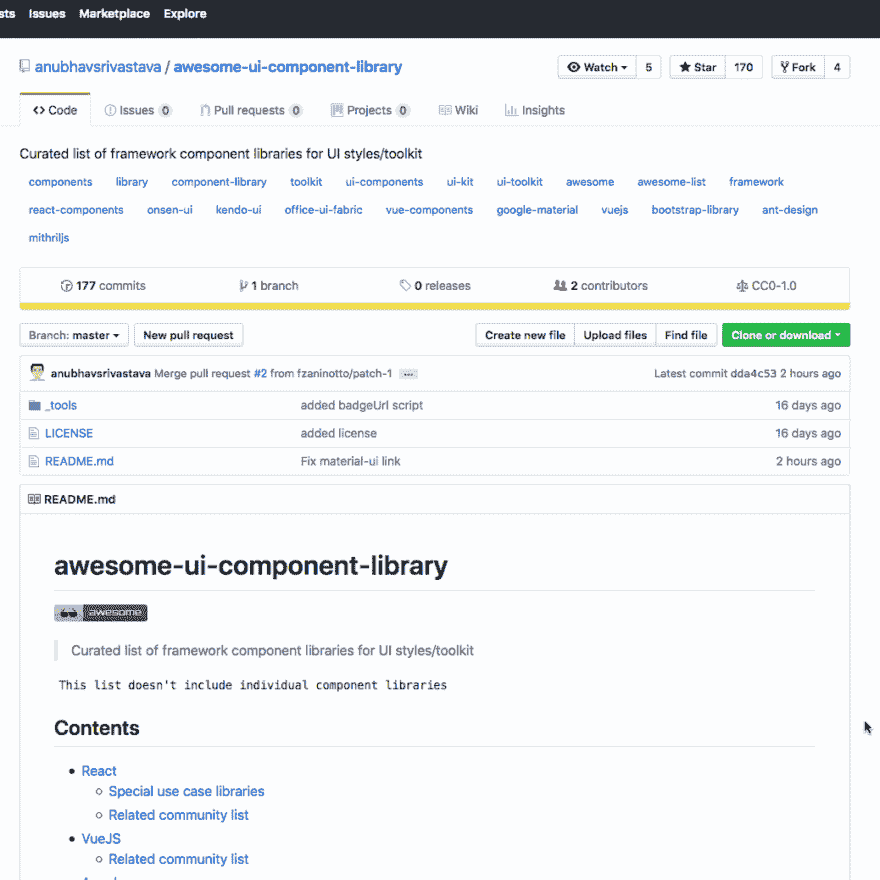 sts Issues Marketplace Explore
anubhavsrivastava / awesome-ui-component-library Watch 5 Star 170 Fork 4
Code Issues 0 Pull requests 0 Projects 0 Wiki Insights
Curated list of framework component libraries for UI styles/toolkit
components library component-library toolkit ui-components ui-kit ui-toolkit awesome awesome-list framework
react-components onsen-ui kendo-ui office-ui-fabric vue-components google-material vuejs bootstrap-library ant-design
mithriljs
177 commits 1 branch 0 releases 2 contributors CC0-1.0
Branch: master New pull request Create new file Upload files Find file Clone or download
anubhavsrivastava Merge pull request #2 from fzaninotto/patch-1 ... Latest commit dda4c53 2 hours ago
_tools added badgeUrl script 16 days ago
LICENSE added license 16 days ago
README.md Fix material-ui link 2 hours ago
README.md
awesome-ui-component-library
awesome
Curated list of framework component libraries for UI styles/toolkit
This list doesn't include individual component libraries
Contents
React
Special use case libraries
Related community list
VueJS
Related community list